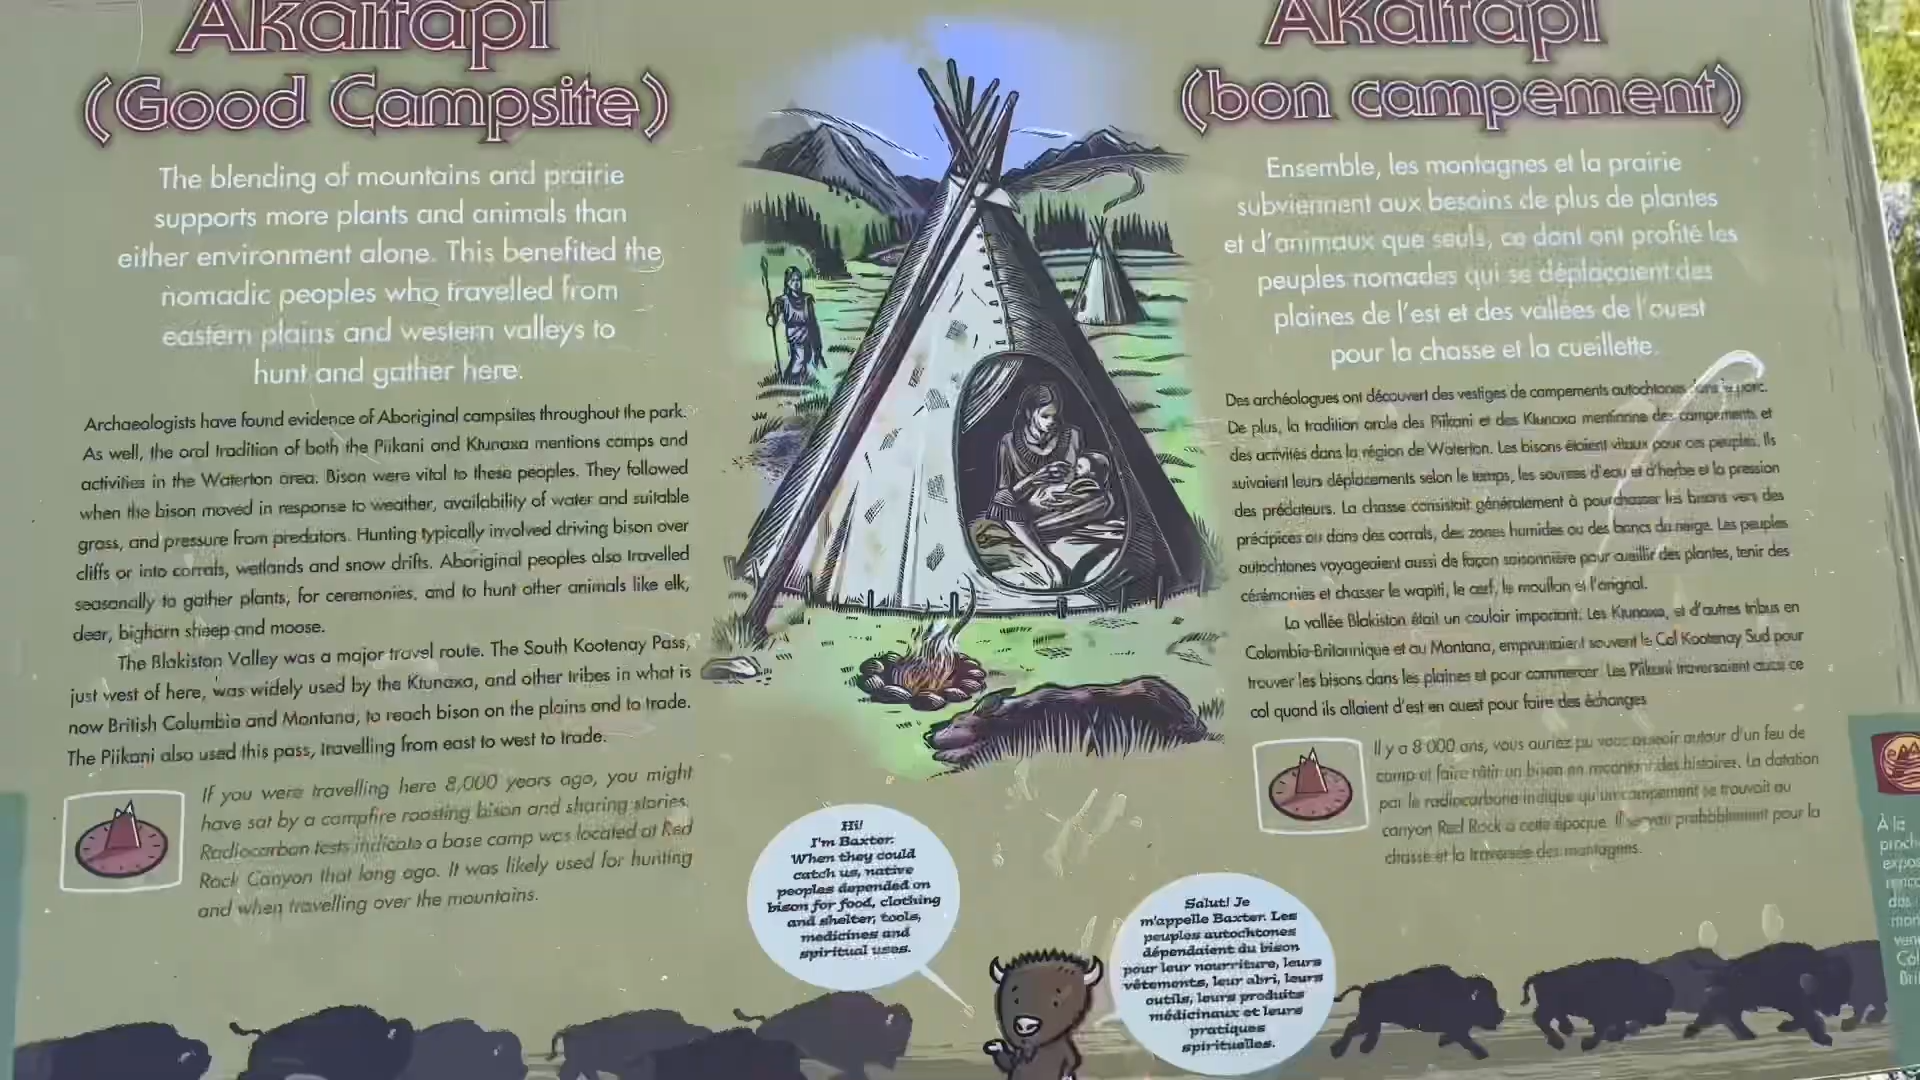 Akaitapi
(Good Campsite)
The blending of mountains and prairie
supports more plants and animals than
either environment alone. This benefited the
nomadic peoples who travelled from
eastern plains and western valleys to
hunt and gather here.
Archaeologists have found evidence of Aboriginal campsites throughout the park.
As well, the oral tradition of both the Piikani and Ktunaxa mentions camps and
activities in the Waterton area. Bison were vital to these peoples. They followed
when the bison moved in response to weather, availability of water and suitable
grass, and pressure from predators. Hunting typically involved driving bison over
cliffs or into corrals, wetlands and snow drifts. Aboriginal peoples also travelled
seasonally to gather plants, for ceremonies, and to hunt other animals like elk,
deer, bighorn sheep and moose.
The Blakiston Valley was a major travel route. The South Kootenay Pass,
just west of here, was widely used by the Ktunaxa, and other tribes in what is
now British Columbia and Montana, to reach bison on the plains and to trade.
The Piikani also used this pass, travelling from east to west to trade.
If you were travelling here 8,000 years ago, you might
have sat by a campfire roasting bison and sharing stories.
Radiocarbon tests indicate a base camp was located at Red
Rock Canyon that long ago. It was likely used for hunting
and when travelling over the mountains.
Hi!
I'm Baxter.
When they could
catch us, native
peoples depended on
bison for food, clothing
and shelter, tools,
medicines and
spiritual uses.
Akaitapi
(bon campement)
Ensemble, les montagnes et la prairie
subviennent aux besoins de plus de plantes
et d'animaux que seuls, ce dont ont profité les
peuples nomades qui se déplaçaient des
plaines de l'est et des vallées de l'ouest
pour la chasse et la cueillette.
Des archéologues ont découvert des vestiges de campements autochtones dans le parc.
De plus, la tradition orale des Piikani et des Ktunaxa mentionne des campements et
des activités dans la région de Waterton. Les bisons étaient vitaux pour ces peuples. Ils
suivaient leurs déplacements selon le temps, les sources d'eau et d'herbe et la pression
des prédateurs. La chasse consistait généralement à pourchasser les bisons vers des
précipices ou dans des corrals, des zones humides ou des bancs de neige. Les peuples
autochtones voyageaient aussi de façon saisonnière pour cueillir des plantes, tenir des
cérémonies et chasser le wapiti, le cerf, le mouflon et l'orignal.
La vallée Blakiston était un couloir important. Les Ktunaxa, et d'autres tribus en
Colombie-Britannique et au Montana, empruntaient souvent le Col Kootenay Sud pour
trouver les bisons dans les plaines et pour commercer. Les Piikani traversaient aussi ce
col quand ils allaient d'est en ouest pour faire des échanges
Il y a 8 000 ans, vous auriez pu vous asseoir autour d'un feu de
camp et faire rôtir un bison en racontant des histoires. La datation
par le radiocarbone indique qu'un campement se trouvait au
canyon Red Rock à cette époque. Il servait probablement pour la
chasse et la traversée des montagnes.
Salut! Je
m'appelle Baxter. Les
peuples autochtones
dépendaient du bison
pour leur nourriture, leurs
vêtements, leur abri, leurs
outils, leurs produits
médicinaux et leurs
pratiques
spirituelles.
À la